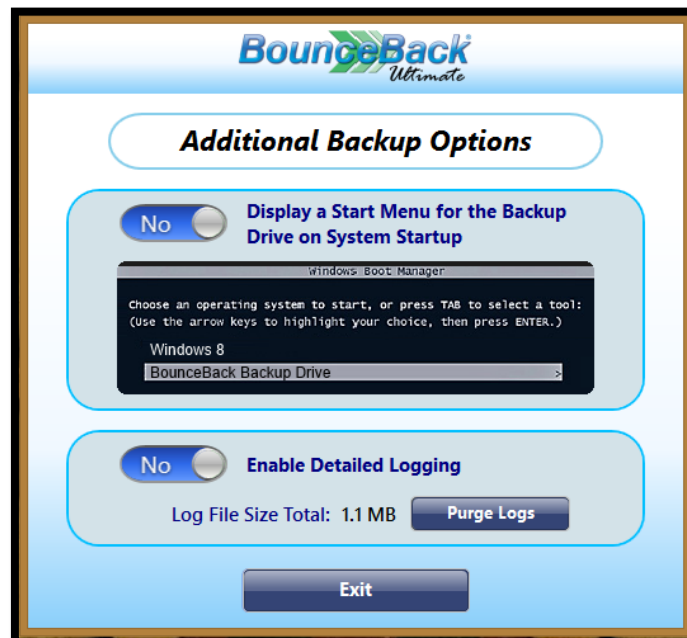 BounceBack
Ultimate
Additional Backup Options
No
Display a Start Menu for the Backup
Drive on System Startup
Windows Boot Manager
Choose an operating system to start, or press TAB to select a tool:
(Use the arrow keys to highlight your choice, then press ENTER.)
Windows 8
BounceBack Backup Drive >
No
Enable Detailed Logging
Log File Size Total: 1.1 MB
Purge Logs
Exit